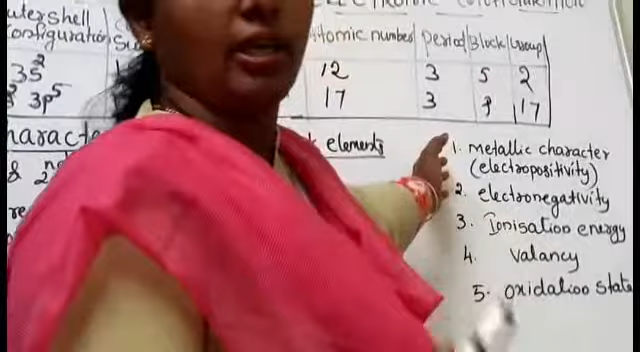 outershell
configuration
Atomic number Period Block Group
3s² 12 3 s 2
3p⁵ 17 3 p 17
elements
1. metallic character
(electropositivity)
2. electronegativity
3. Ionisation energy
4. valancy
5. oxidation state
& 2nd